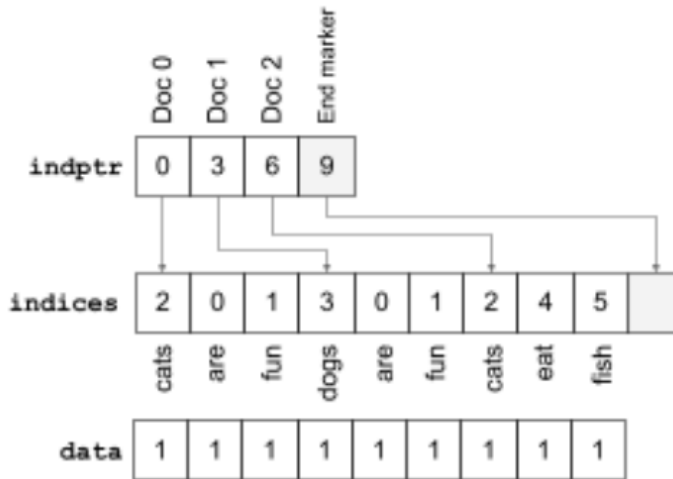 Doc 0 Doc 1 Doc 2 End marker
indptr 0 3 6 9
indices 2 0 1 3 0 1 2 4 5
cats are fun dogs are fun cats eat fish
data 1 1 1 1 1 1 1 1 1